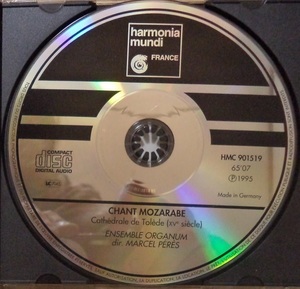 harmonia
mundi
FRANCE
COMPACT
disc
DIGITAL AUDIO
HMC 901519
65'07
℗ 1995
Made in Germany
CHANT MOZARABE
Cathédrale de Tolède (XVe siècle)
ENSEMBLE ORGANUM
dir. MARCEL PERES